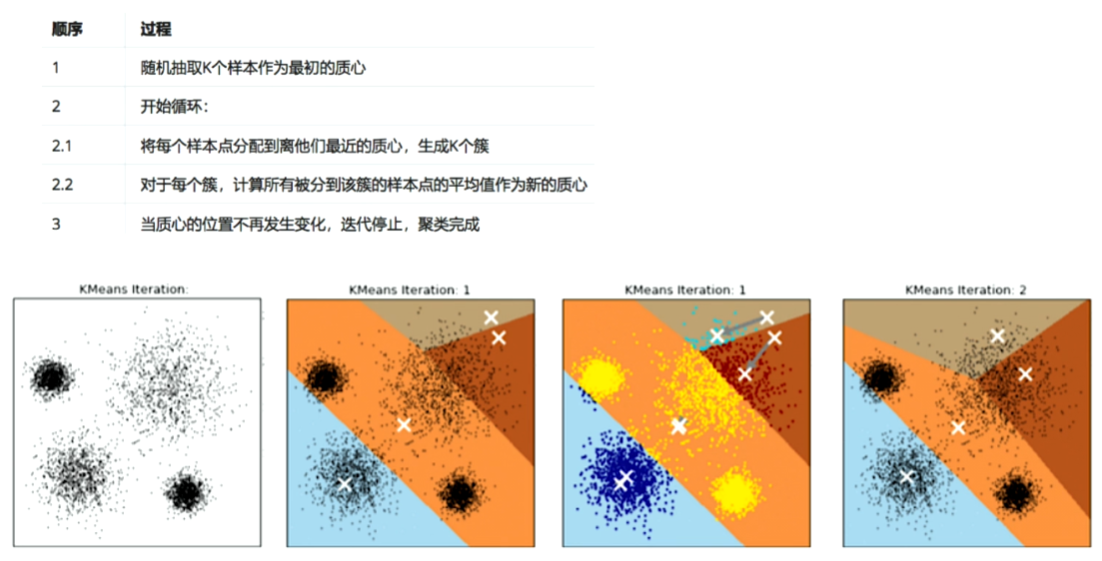 顺序 过程
1 随机抽取K个样本作为最初的质心
2 开始循环：
2.1 将每个样本点分配到离他们最近的质心，生成K个簇
2.2 对于每个簇，计算所有被分到该簇的样本点的平均值作为新的质心
3 当质心的位置不再发生变化，迭代停止，聚类完成
KMeans Iteration: KMeans Iteration: 1 KMeans Iteration: 1 KMeans Iteration: 2